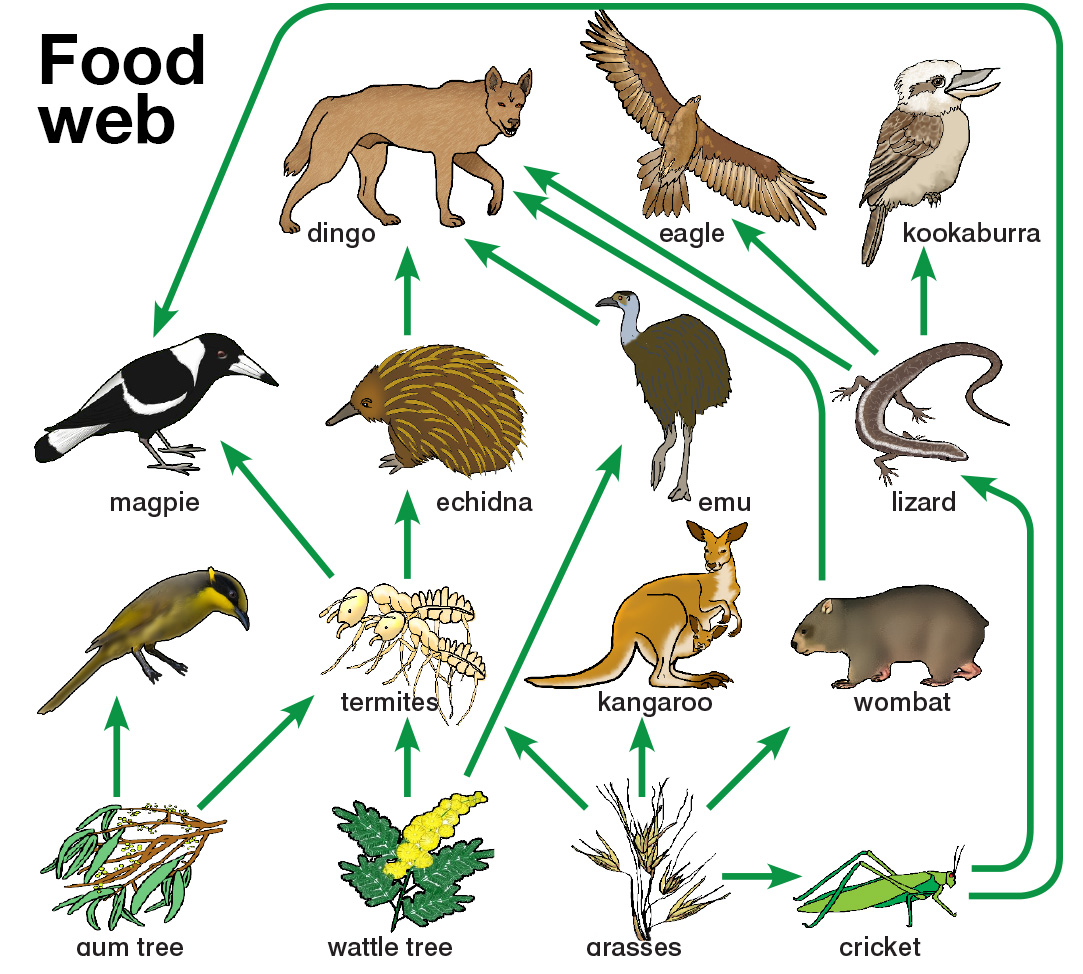 Food
web
dingo
eagle
kookaburra
magpie
echidna
emu
lizard
termites
kangaroo
wombat
gum tree
wattle tree
grasses
cricket